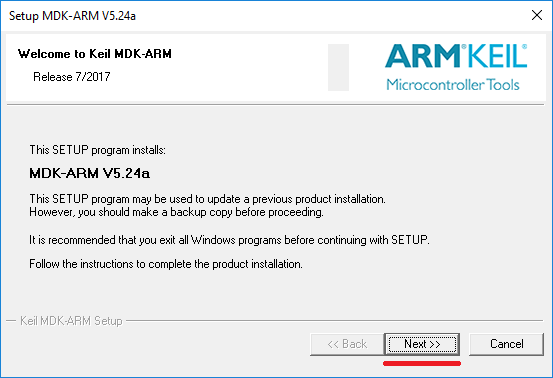 Setup MDK-ARM V5.24a
Welcome to Keil MDK-ARM
Release 7/2017
ARM®KEIL®
Microcontroller Tools
This SETUP program installs:
MDK-ARM V5.24a
This SETUP program may be used to update a previous product installation.
However, you should make a backup copy before proceeding.
It is recommended that you exit all Windows programs before continuing with SETUP.
Follow the instructions to complete the product installation.
Keil MDK-ARM Setup
<< Back
Next >>
Cancel